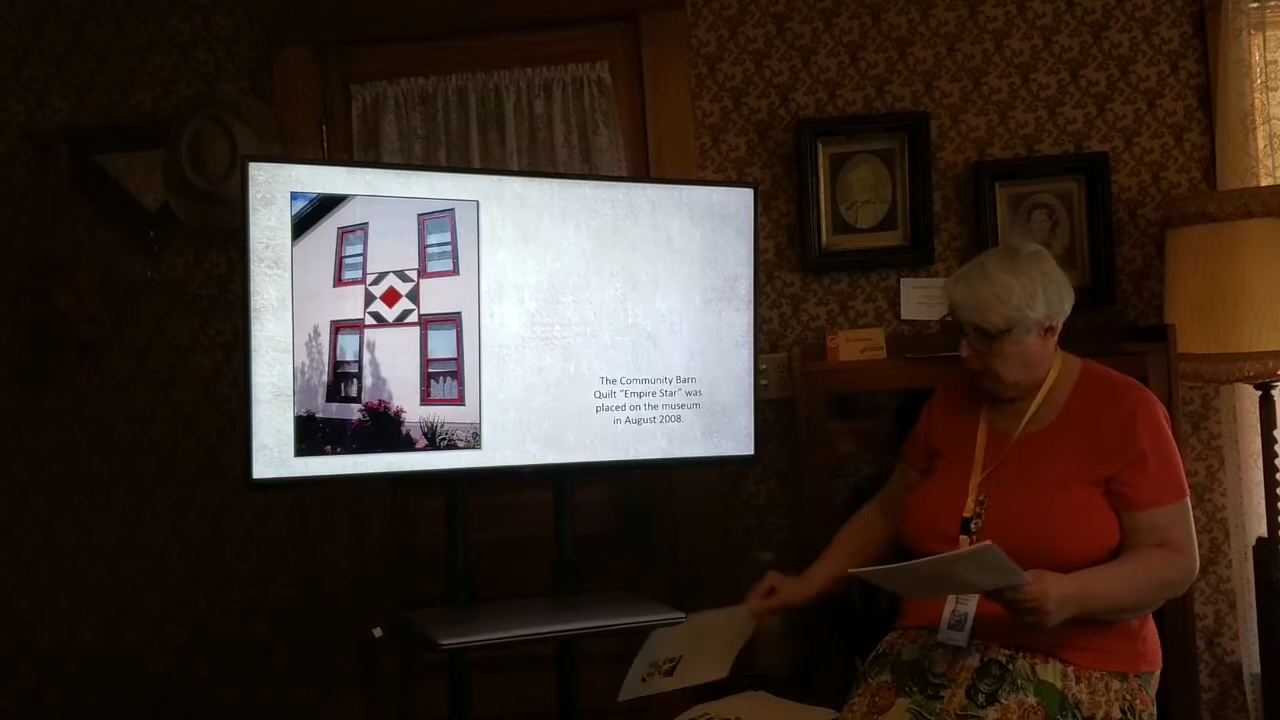 The Community Barn
Quilt “Empire Star” was
placed on the museum
in August 2008.